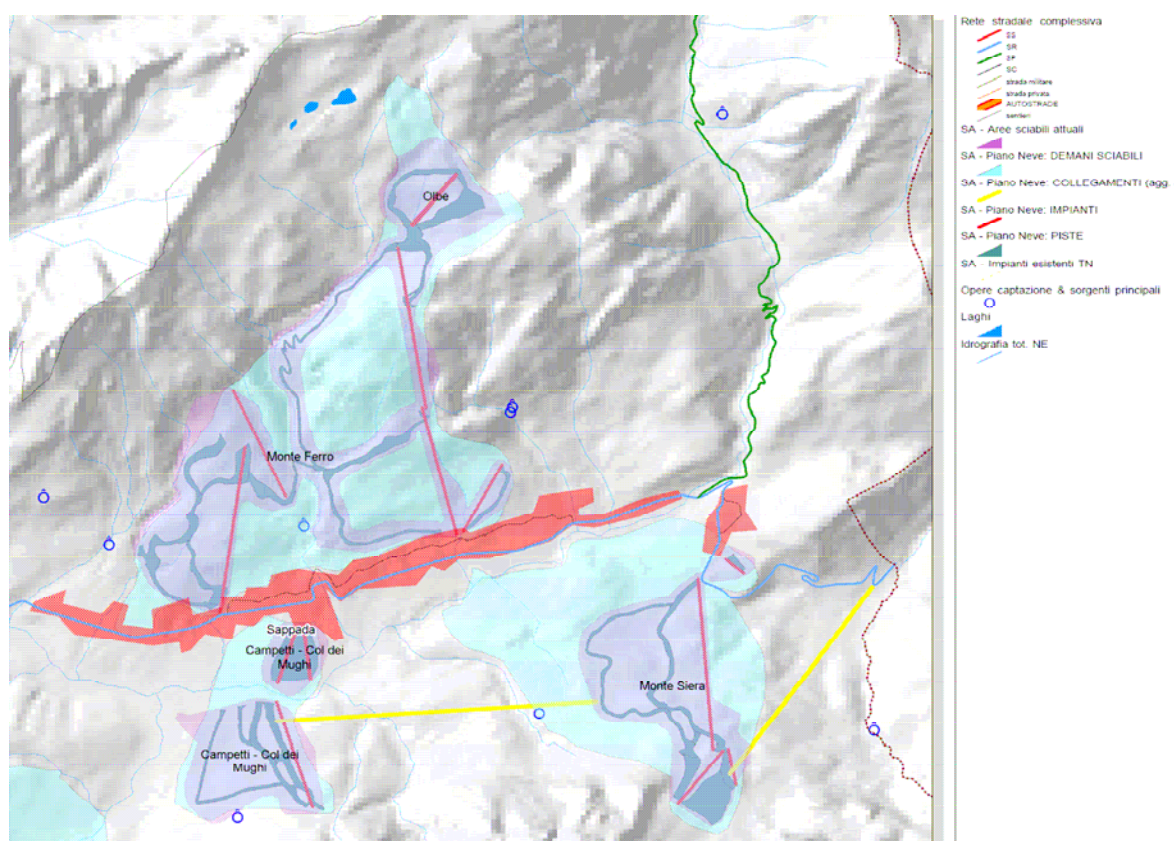 Olbe
Monte Ferro
Sappada
Campetti - Col dei
Mughi
Monte Siera
Campetti - Col dei
Mughi
Rete stradale complessiva
SS
SR
SP
SC
strada militare
strada privata
AUTOSTRADE
sentieri
SA - Aree sciabili attuali
SA - Piano Neve: DEMANI SCIABILI
SA - Piano Neve: COLLEGAMENTI (agg.
SA - Piano Neve: IMPIANTI
SA - Piano Neve: PISTE
SA - Impianti esistenti TN
Opere captazione & sorgenti principali
Laghi
Idrografia tot. NE